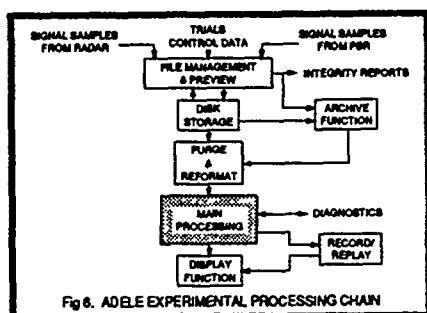 SIGNAL SAMPLES
FROM RADAR
TRIALS
CONTROL DATA
SIGNAL SAMPLES
FROM PBR
FILE MANAGEMENT
& PREVIEW
INTEGRITY REPORTS
DISK
STORAGE
ARCHIVE
FUNCTION
PURGE
&
REFORMAT
MAIN
PROCESSING
DIAGNOSTICS
RECORD/
REPLAY
DISPLAY
FUNCTION
Fig 6. ADELE EXPERIMENTAL PROCESSING CHAIN